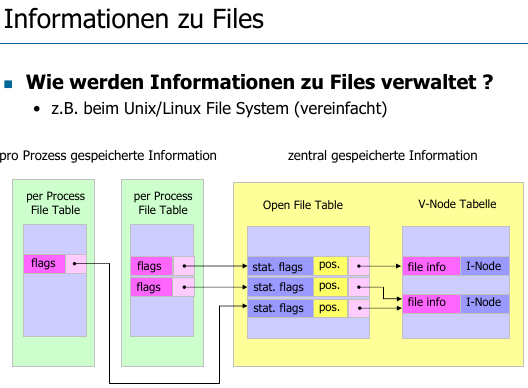 Informationen zu Files
Wie werden Informationen zu Files verwaltet ?
z.B. beim Unix/Linux File System (vereinfacht)
pro Prozess gespeicherte Information
zentral gespeicherte Information
per Process
File Table
flags
per Process
File Table
flags
flags
Open File Table
stat. flags pos.
stat. flags pos.
stat. flags pos.
V-Node Tabelle
file info I-Node
file info I-Node